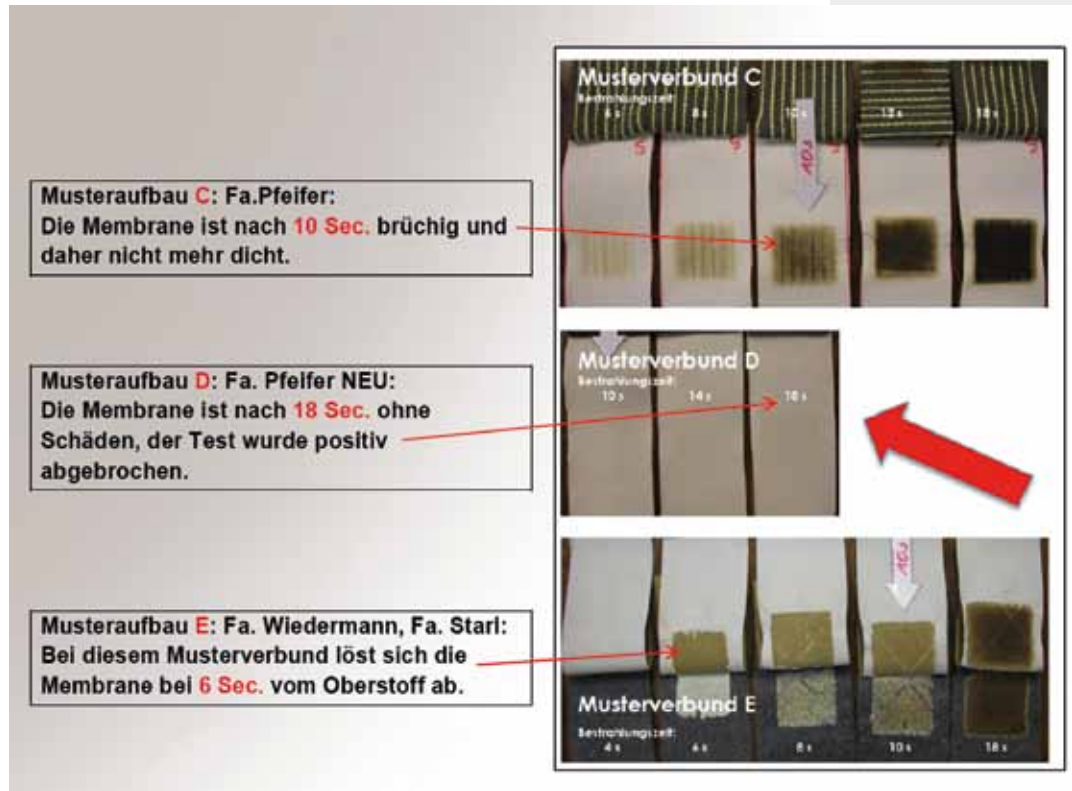 Musteraufbau C: Fa.Pfeifer:
Die Membrane ist nach 10 Sec. brüchig und
daher nicht mehr dicht.
Musterverbund C
Bestrahlungszeit:
6 s 8 s 10 s 13 s 18 s
10s
Musteraufbau D: Fa. Pfeifer NEU:
Die Membrane ist nach 18 Sec. ohne
Schäden, der Test wurde positiv
abgebrochen.
Musterverbund D
Bestrahlungszeit:
10 s 14 s 18 s
Musteraufbau E: Fa. Wiedermann, Fa. Starl:
Bei diesem Musterverbund löst sich die
Membrane bei 6 Sec. vom Oberstoff ab.
10s
Musterverbund E
Bestrahlungszeit:
4 s 6 s 8 s 10 s 18 s